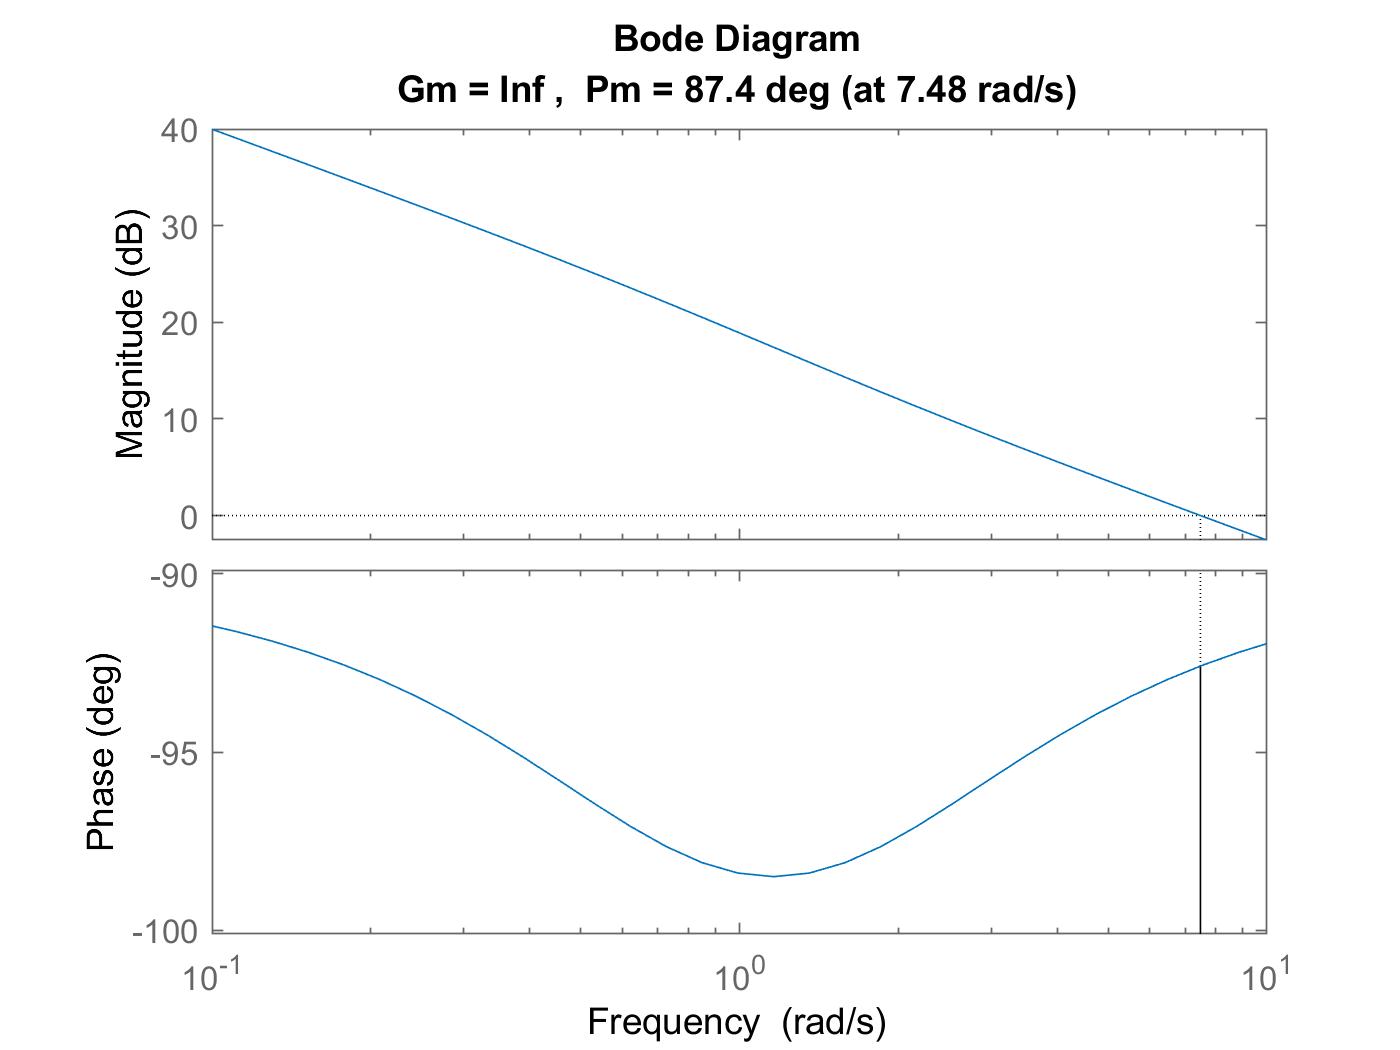 Bode Diagram
Gm = Inf ,  Pm = 87.4 deg (at 7.48 rad/s)
40
30
20
10
0
Magnitude (dB)
-90
-95
-100
Phase (deg)
10^-1
10^0
10^1
Frequency  (rad/s)